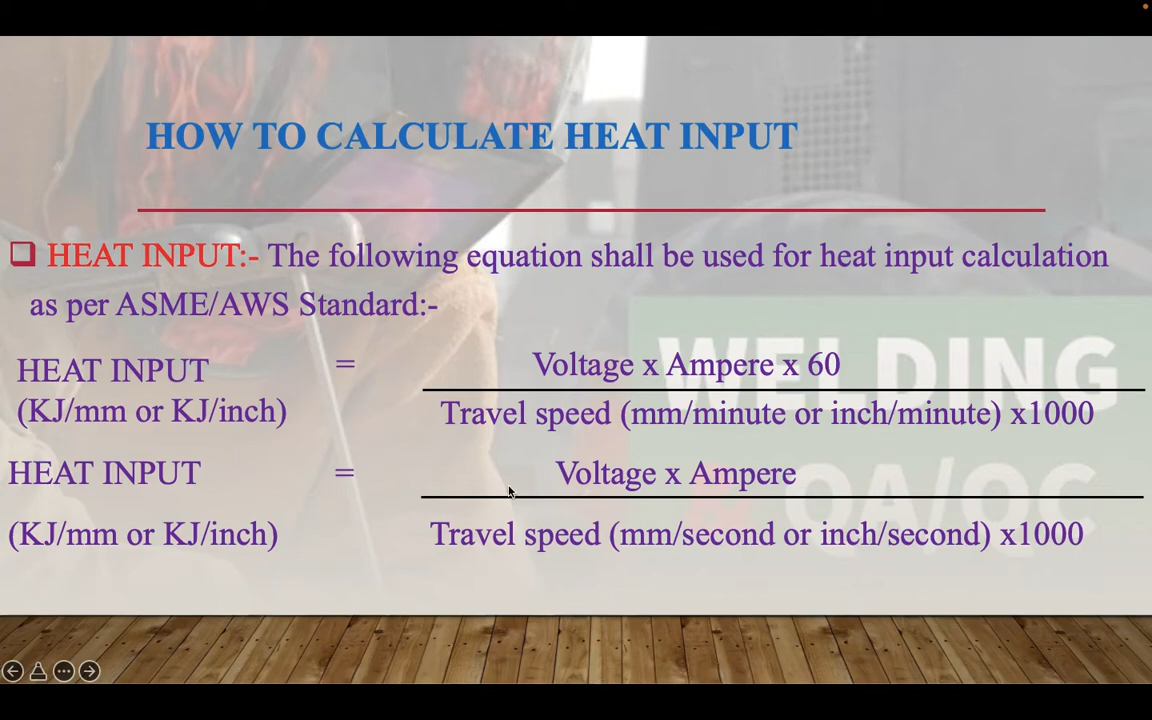 HOW TO CALCULATE HEAT INPUT
HEAT INPUT:- The following equation shall be used for heat input calculation
as per ASME/AWS Standard:-
HEAT INPUT = Voltage x Ampere x 60
(KJ/mm or KJ/inch) Travel speed (mm/minute or inch/minute) x1000
HEAT INPUT = Voltage x Ampere
(KJ/mm or KJ/inch) Travel speed (mm/second or inch/second) x1000
WELDING
QA/QC